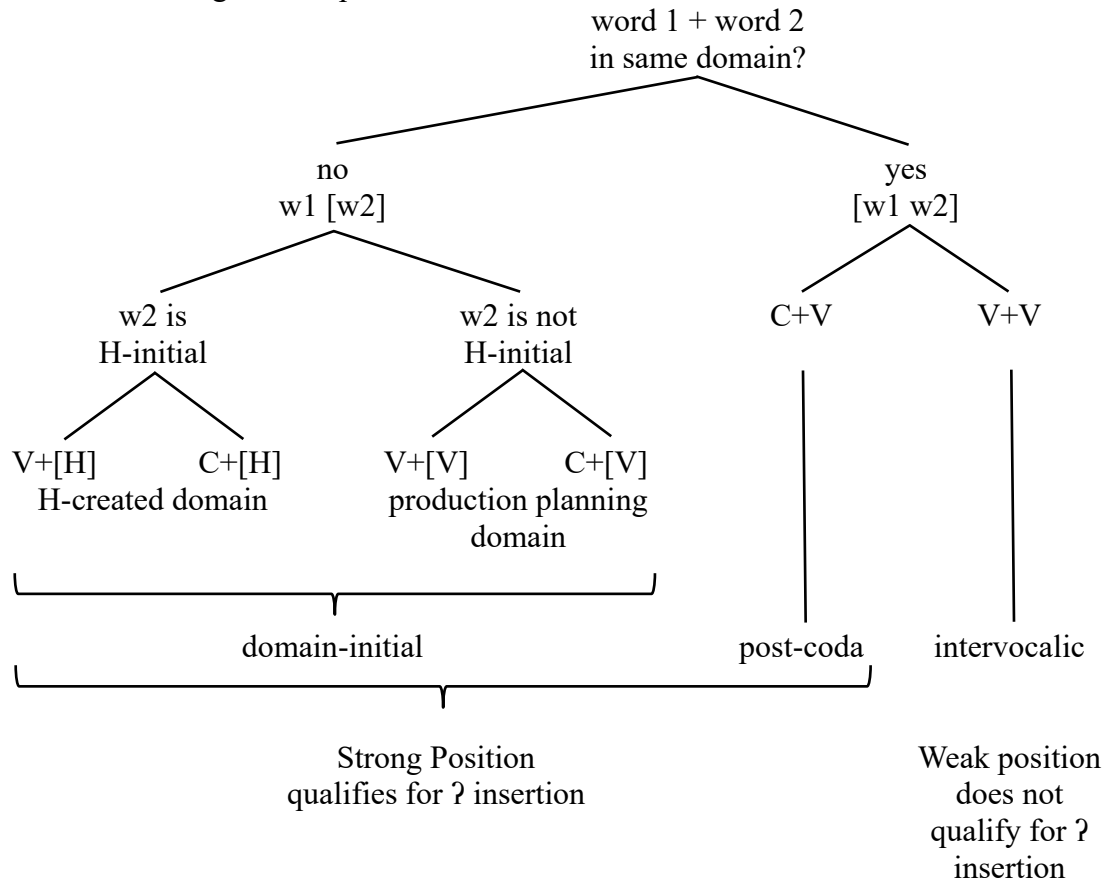 word 1 + word 2
in same domain?
no
w1 [w2]
yes
[w1 w2]
w2 is
H-initial
w2 is not
H-initial
C+V
V+V
V+[H]
C+[H]
V+[V]
C+[V]
H-created domain
production planning
domain
domain-initial
post-coda
intervocalic
Strong Position
qualifies for ʔ insertion
Weak position
does not
qualify for ʔ
insertion